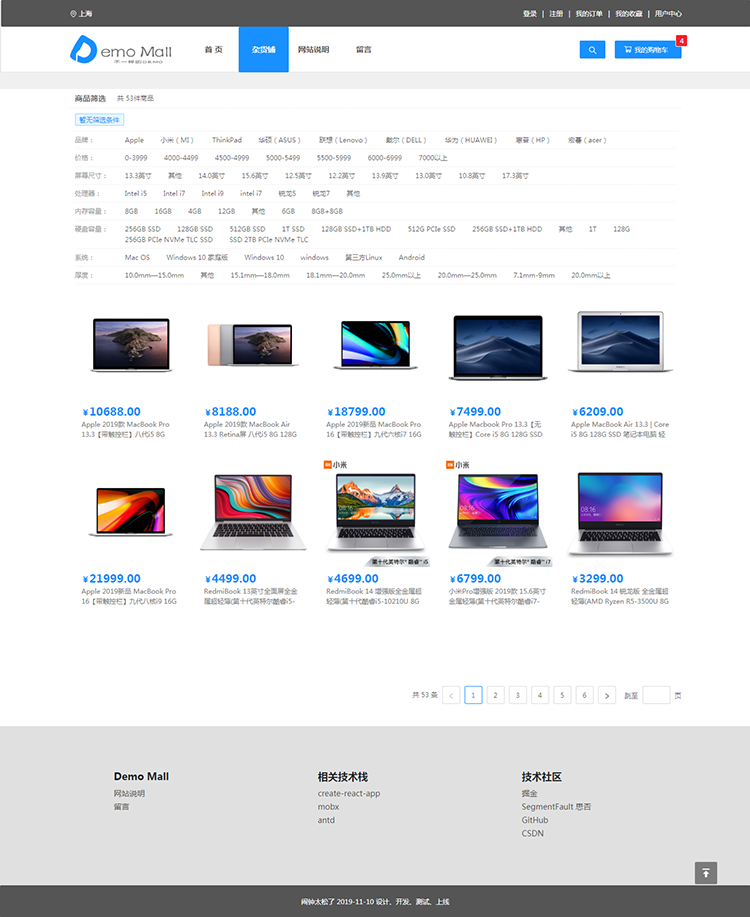 上海
登录 | 注册 | 我的订单 | 我的收藏 | 用户中心
Demo Mall
不一样的DEMO
首 页 杂货铺 网站说明 留言
我的购物车 4
商品筛选 共 53件商品
暂无筛选条件
品牌： Apple 小米（MI） ThinkPad 华硕（ASUS） 联想（Lenovo） 戴尔（DELL） 华为（HUAWEI） 惠普（HP） 宏碁（acer）
价格： 0-3999 4000-4499 4500-4999 5000-5499 5500-5999 6000-6999 7000以上
屏幕尺寸： 13.3英寸 其他 14.0英寸 15.6英寸 12.5英寸 12.2英寸 13.9英寸 13.0英寸 10.8英寸 17.3英寸
处理器： Intel i5 Intel i7 Intel i9 intel i7 锐龙5 锐龙7 其他
内存容量： 8GB 16GB 4GB 12GB 其他 6GB 8GB+8GB
硬盘容量： 256GB SSD 128GB SSD 512GB SSD 1T SSD 128GB SSD+1TB HDD 512G PCIe SSD 256GB SSD+1TB HDD 其他 1T 128G
256GB PCIe NVMe TLC SSD SSD 2TB PCIe NVMe TLC
系统： Mac OS Windows 10 家庭版 Windows 10 windows 第三方Linux Android
厚度： 10.0mm—15.0mm 其他 15.1mm—18.0mm 18.1mm—20.0mm 25.0mm以上 20.0mm—25.0mm 7.1mm-9mm 20.0mm以上
￥10688.00 ￥8188.00 ￥18799.00 ￥7499.00 ￥6209.00
Apple 2019款 MacBook Pro Apple 2019款 MacBook Air Apple 2019新品 MacBook Pro Apple Macbook Pro 13.3【无 Apple MacBook Air 13.3 | Core
13.3【带触控栏】八代i5 8G 13.3 Retina屏 八代i5 8G 128G 16【带触控栏】九代六核i7 16G 触控栏】Core i5 8G 128G SSD i5 8G 128G SSD 笔记本电脑 轻
小米 小米
08:16 08:16 08:16
第十代英特尔®酷睿™i5 第十代英特尔®酷睿™i7
￥21999.00 ￥4499.00 ￥4699.00 ￥6799.00 ￥3299.00
Apple 2019新品 MacBook Pro RedmiBook 13英寸全面屏全金 RedmiBook 14 增强版全金属超 小米Pro增强版 2019款 15.6英寸 RedmiBook 14 锐龙版 全金属超
16【带触控栏】九代八核i9 16G 属超轻薄(第十代英特尔酷睿i5- 轻薄(第十代酷睿i5-10210U 8G 金属轻薄(第十代英特尔酷睿i7- 轻薄(AMD Ryzen R5-3500U 8G
共 53 条 < 1 2 3 4 5 6 > 跳至 页
Demo Mall 相关技术栈 技术社区
网站说明 create-react-app 掘金
留言 mobx SegmentFault 思否
antd GitHub
CSDN
闹钟太松了 2019-11-10 设计、开发、测试、上线